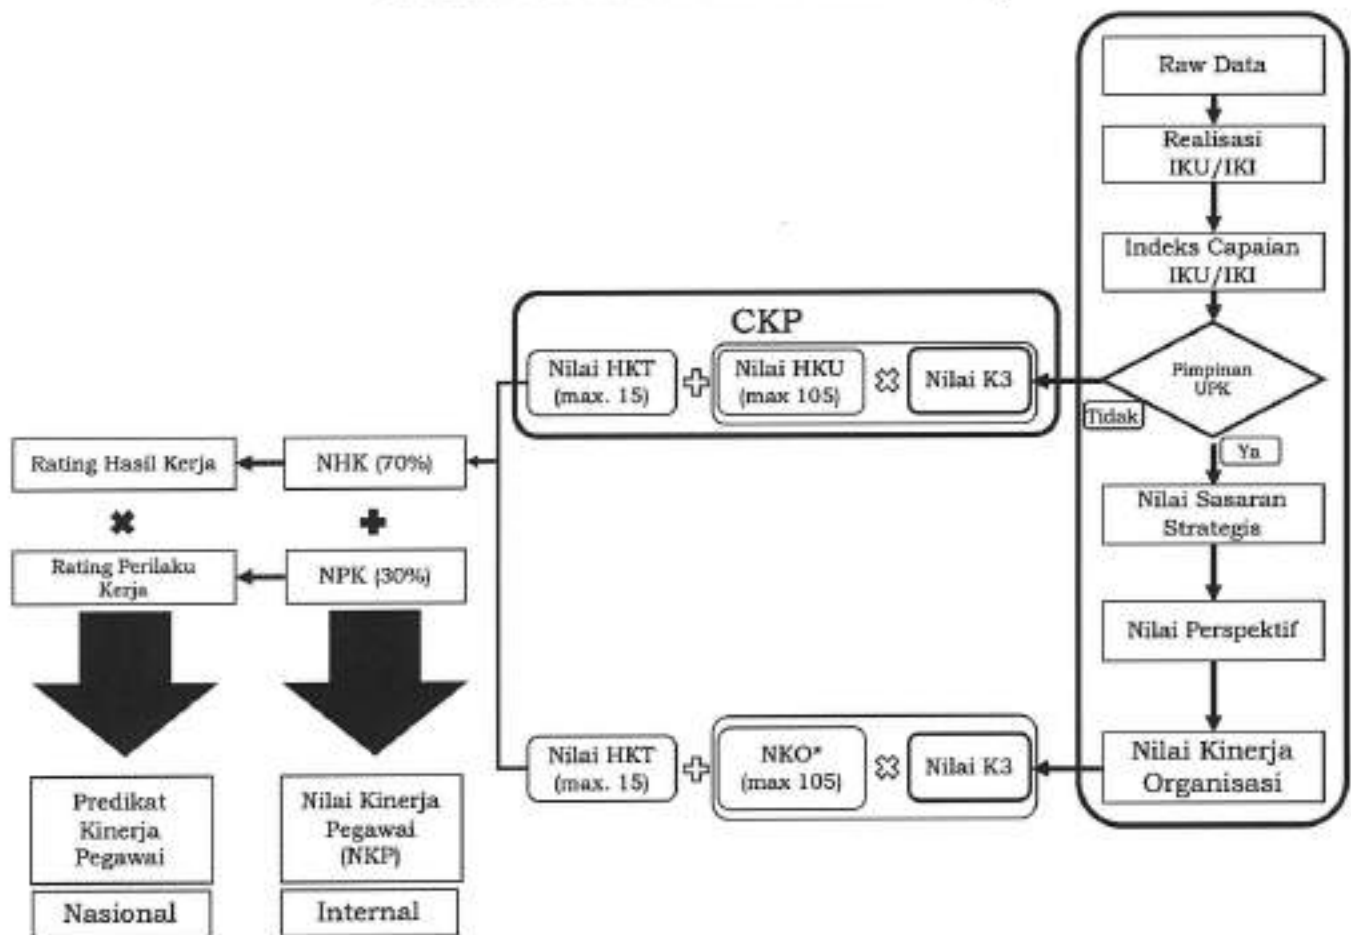 Raw Data
Realisasi
IKU/IKI
Indeks Capaian
IKU/IKI
Pimpinan
UPK
Tidak
Ya
Nilai Sasaran
Strategis
Nilai Perspektif
Nilai Kinerja
Organisasi
CKP
Nilai HKT
(max. 15)
Nilai HKU
(max 105)
Nilai K3
Nilai HKT
(max. 15)
NKO*
(max 105)
Nilai K3
Rating Hasil Kerja
NHK (70%)
Rating Perilaku
Kerja
NPK (30%)
Predikat
Kinerja
Pegawai
Nilai Kinerja
Pegawai
(NKP)
Nasional
Internal